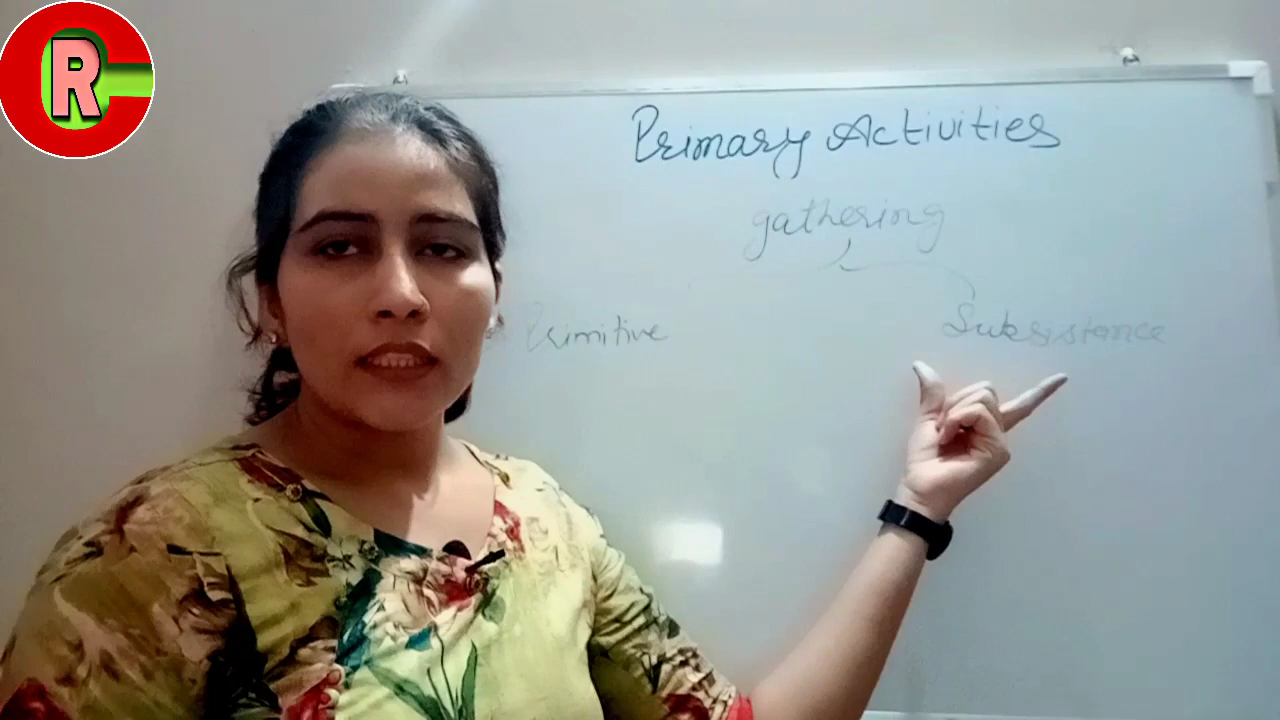 R
Primary Activities
gathering
Primitive
Subsistence